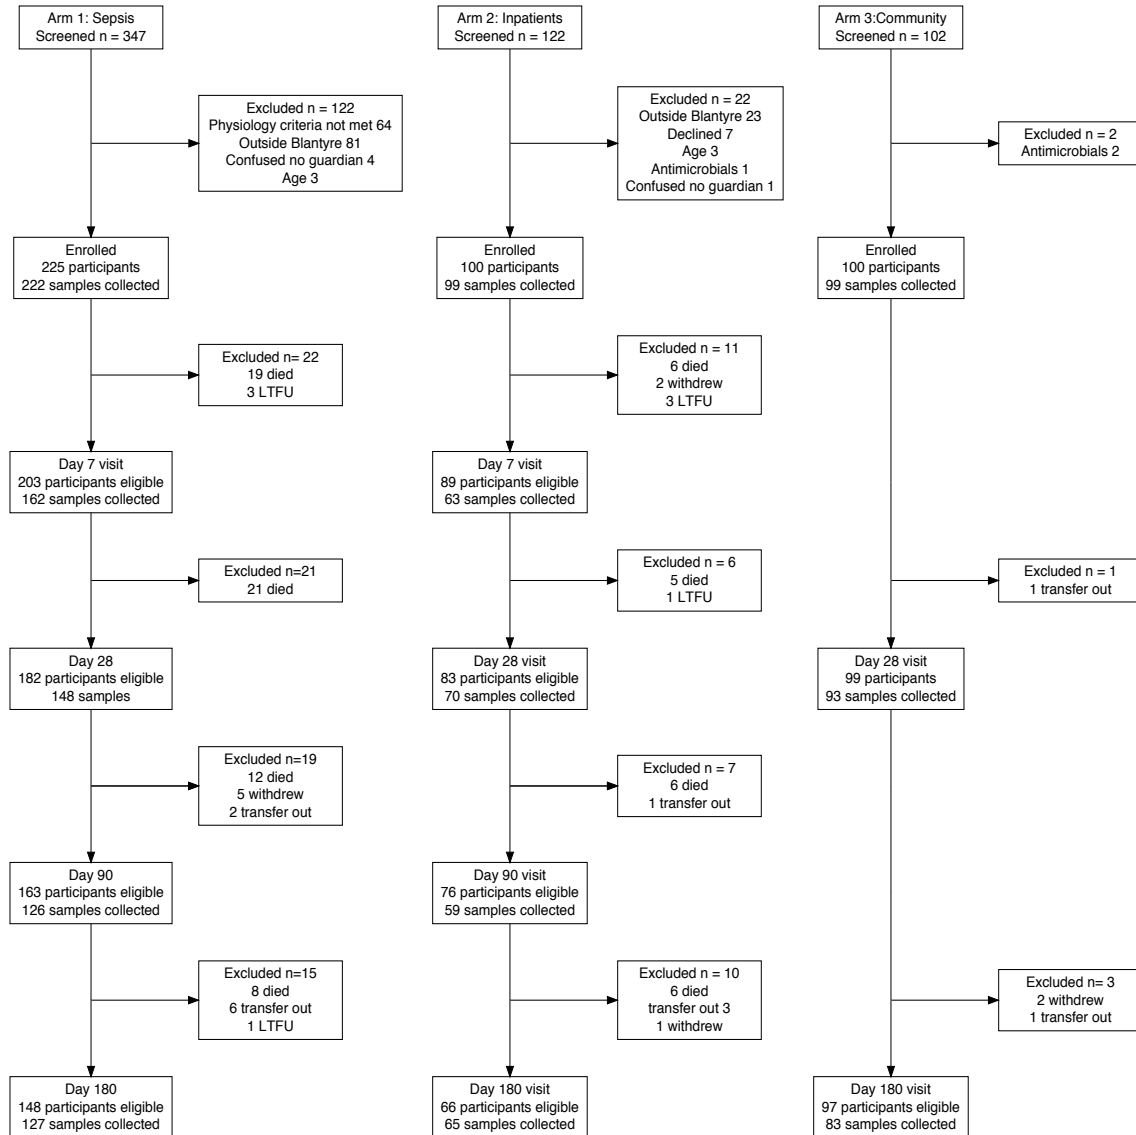 Arm 1: Sepsis
Screened n = 347
Excluded n = 122
Physiology criteria not met 64
Outside Blantyre 81
Confused no guardian 4
Age 3
Enrolled
225 participants
222 samples collected
Excluded n= 22
19 died
3 LTFU
Day 7 visit
203 participants eligible
162 samples collected
Excluded n=21
21 died
Day 28
182 participants eligible
148 samples
Excluded n=19
12 died
5 withdrew
2 transfer out
Day 90
163 participants eligible
126 samples collected
Excluded n=15
8 died
6 transfer out
1 LTFU
Day 180
148 participants eligible
127 samples collected
Arm 2: Inpatients
Screened n = 122
Excluded n = 22
Outside Blantyre 23
Declined 7
Age 3
Antimicrobials 1
Confused no guardian 1
Enrolled
100 participants
99 samples collected
Excluded n = 11
6 died
2 withdrew
3 LTFU
Day 7 visit
89 participants eligible
63 samples collected
Excluded n = 6
5 died
1 LTFU
Day 28 visit
83 participants eligible
70 samples collected
Excluded n = 7
6 died
1 transfer out
Day 90 visit
76 participants eligible
59 samples collected
Excluded n = 10
6 died
transfer out 3
1 withdrew
Day 180 visit
66 participants eligible
65 samples collected
Arm 3:Community
Screened n = 102
Excluded n = 2
Antimicrobials 2
Enrolled
100 participants
99 samples collected
Excluded n = 1
1 transfer out
Day 28 visit
99 participants
93 samples collected
Excluded n= 3
2 withdrew
1 transfer out
Day 180 visit
97 participants eligible
83 samples collected